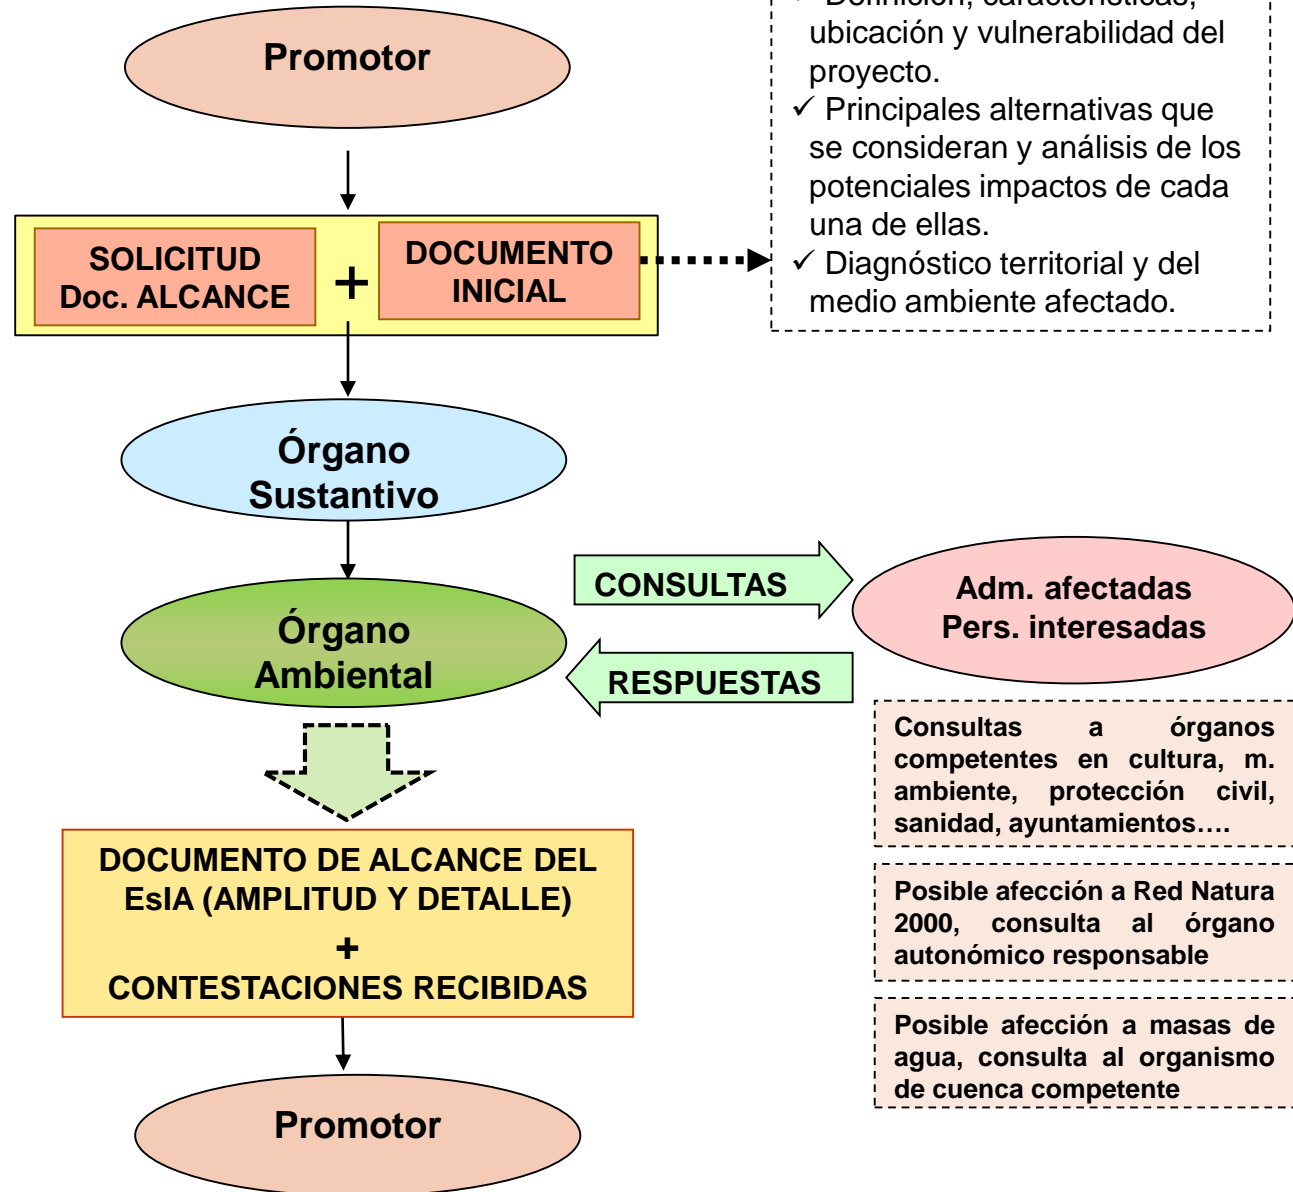 Promotor
Definición, características,
ubicación y vulnerabilidad del
proyecto.
✓ Principales alternativas que
se consideran y análisis de los
potenciales impactos de cada
una de ellas.
✓ Diagnóstico territorial y del
medio ambiente afectado.
SOLICITUD
Doc. ALCANCE
+
DOCUMENTO
INICIAL
Órgano
Sustantivo
Órgano
Ambiental
CONSULTAS
RESPUESTAS
Adm. afectadas
Pers. interesadas
Consultas a órganos
competentes en cultura, m.
ambiente, protección civil,
sanidad, ayuntamientos….
Posible afección a Red Natura
2000, consulta al órgano
autonómico responsable
Posible afección a masas de
agua, consulta al organismo
de cuenca competente
DOCUMENTO DE ALCANCE DEL
EsIA (AMPLITUD Y DETALLE)
+
CONTESTACIONES RECIBIDAS
Promotor